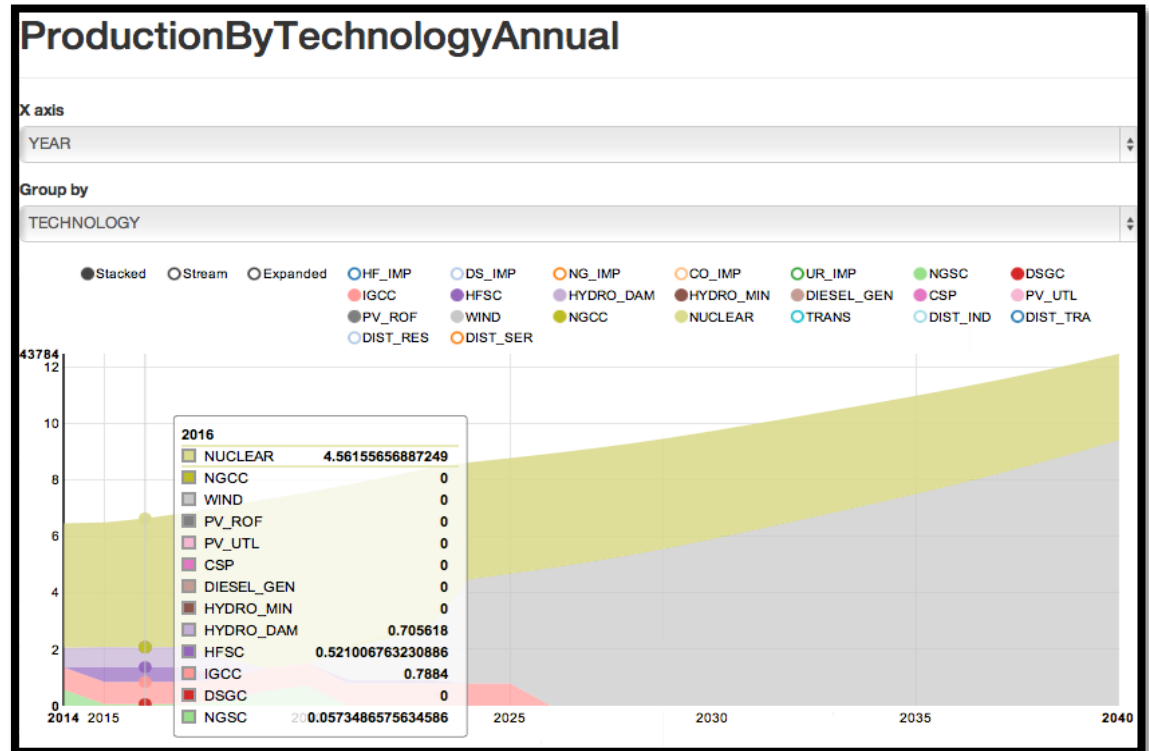 ProductionByTechnologyAnnual
X axis
YEAR
Group by
TECHNOLOGY
Stacked Stream Expanded HF_IMP DS_IMP NG_IMP CO_IMP UR_IMP NGSC DSGC
IGCC HFSC HYDRO_DAM HYDRO_MIN DIESEL_GEN CSP PV_UTL
PV_ROF WIND NGCC NUCLEAR TRANS DIST_IND DIST_TRA
DIST_RES DIST_SER
43784
12
10
8
6
4
2
0
2016
NUCLEAR 4.56155656887249
NGCC 0
WIND 0
PV_ROF 0
PV_UTL 0
CSP 0
DIESEL_GEN 0
HYDRO_MIN 0
HYDRO_DAM 0.705618
HFSC 0.521006763230886
IGCC 0.7884
DSGC 0
NGSC 0.0573486575634586
2014 2015 2025 2030 2035 2040